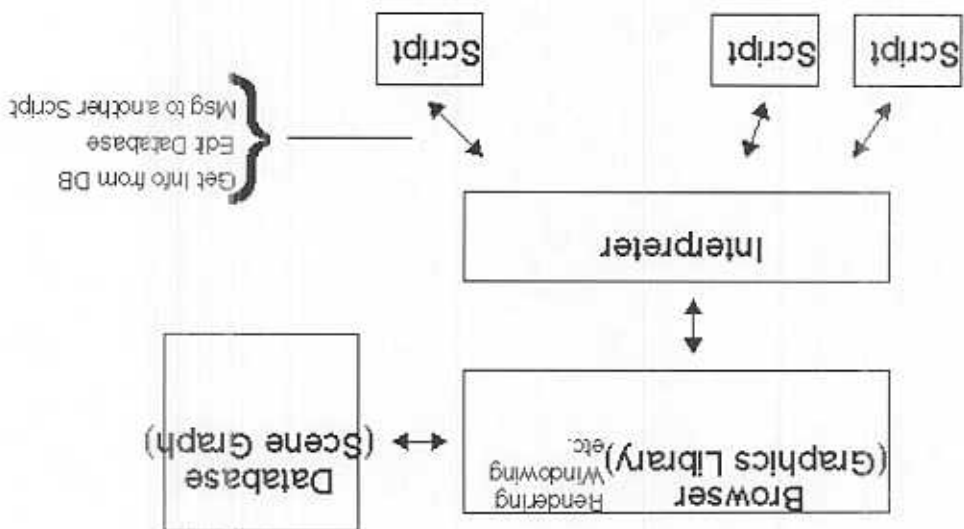 Browser
(Graphics Library)
Rendering
Windowing
etc.
Database
(Scene Graph)
Interpreter
Get Info from DB
Edit Database
Msg to another Script
Script
Script
Script